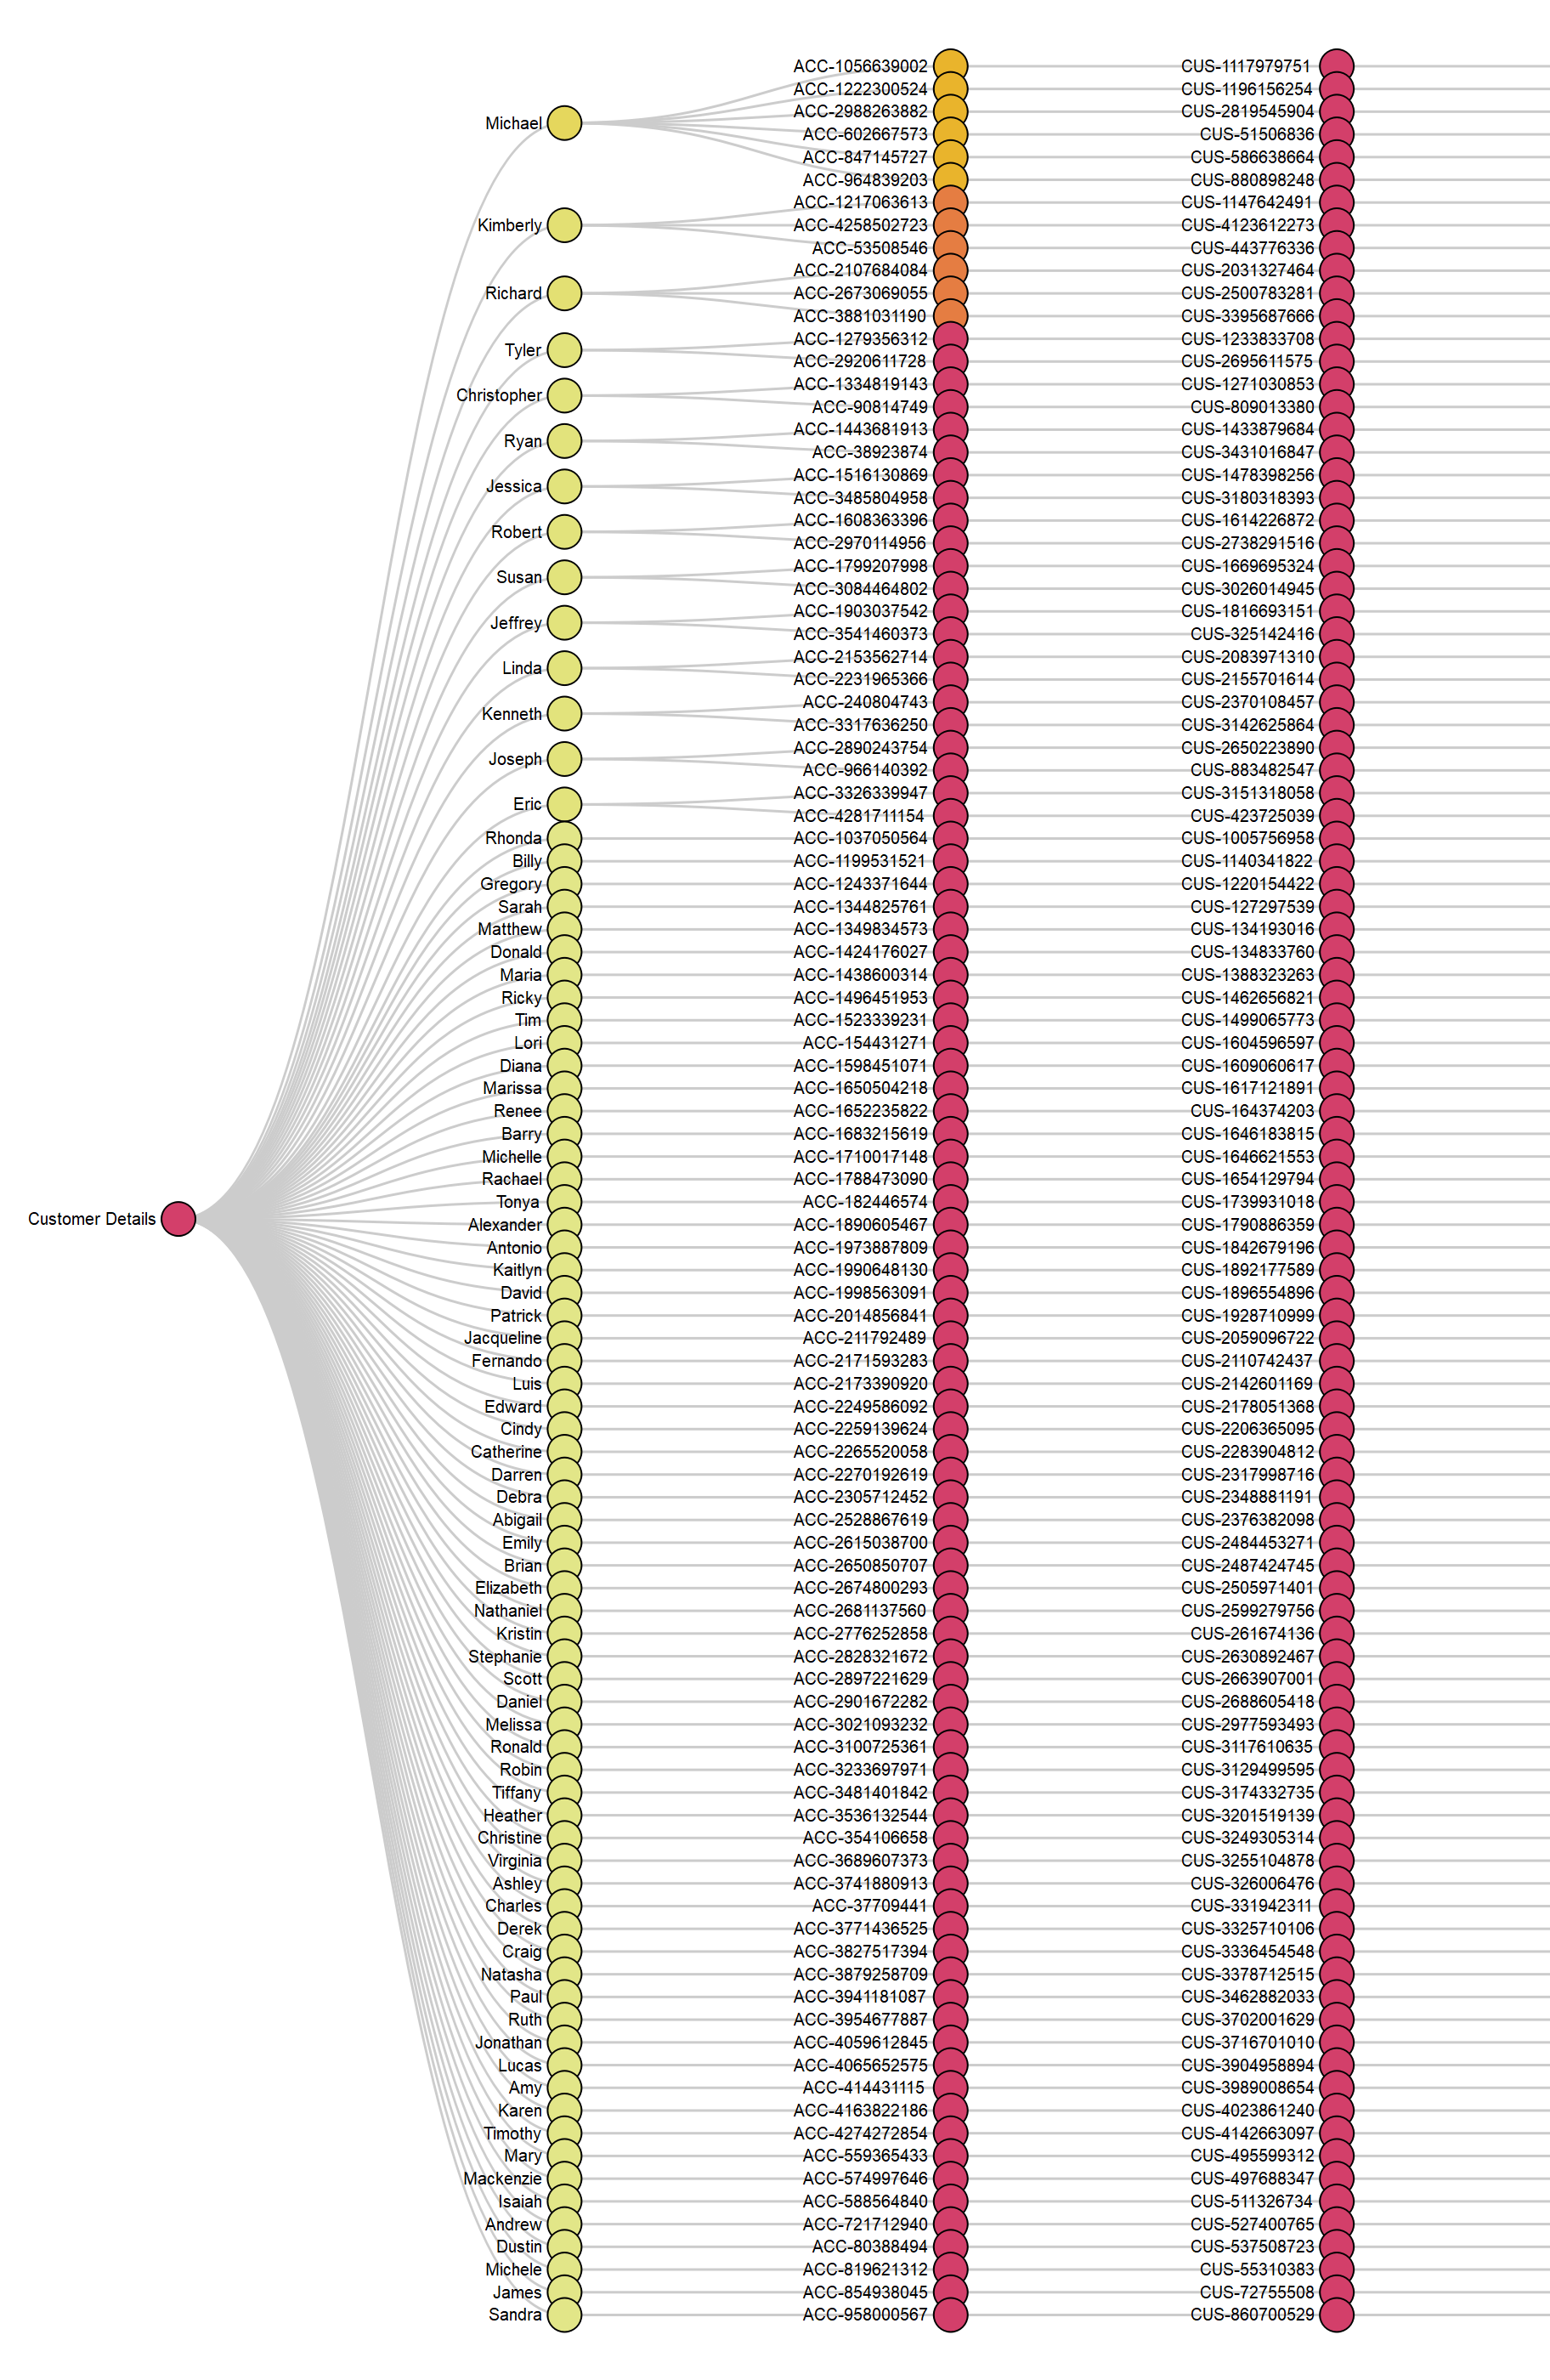 ACC-1056639002 CUS-1117979751
ACC-1222300524 CUS-1196156254
ACC-2988263882 CUS-2819545904
Michael
ACC-602667573 CUS-51506836
ACC-847145727 CUS-586638664
ACC-964839203 CUS-880898248
ACC-1217063613 CUS-1147642491
Kimberly ACC-4258502723 CUS-4123612273
ACC-53508546 CUS-443776336
ACC-2107684084 CUS-2031327464
Richard ACC-2673069055 CUS-2500783281
ACC-3881031190 CUS-3395687666
ACC-1279356312 CUS-1233833708
Tyler
ACC-2920611728 CUS-2695611575
ACC-1334819143 CUS-1271030853
Christopher
ACC-90814749 CUS-809013380
ACC-1443681913 CUS-1433879684
Ryan
ACC-38923874 CUS-3431016847
ACC-1516130869 CUS-1478398256
Jessica
ACC-3485804958 CUS-3180318393
ACC-1608363396 CUS-1614226872
Robert
ACC-2970114956 CUS-2738291516
ACC-1799207998 CUS-1669695324
Susan
ACC-3084464802 CUS-3026014945
ACC-1903037542 CUS-1816693151
Jeffrey
ACC-3541460373 CUS-325142416
ACC-2153562714 CUS-2083971310
Linda
ACC-2231965366 CUS-2155701614
ACC-240804743 CUS-2370108457
Kenneth
ACC-3317636250 CUS-3142625864
ACC-2890243754 CUS-2650223890
Joseph
ACC-966140392 CUS-883482547
ACC-3326339947 CUS-3151318058
Eric
ACC-4281711154 CUS-423725039
Rhonda ACC-1037050564 CUS-1005756958
Billy ACC-1199531521 CUS-1140341822
Gregory ACC-1243371644 CUS-1220154422
Sarah ACC-1344825761 CUS-127297539
Matthew ACC-1349834573 CUS-134193016
Donald ACC-1424176027 CUS-134833760
Maria ACC-1438600314 CUS-1388323263
Ricky ACC-1496451953 CUS-1462656821
Tim ACC-1523339231 CUS-1499065773
Lori ACC-154431271 CUS-1604596597
Diana ACC-1598451071 CUS-1609060617
Marissa ACC-1650504218 CUS-1617121891
Renee ACC-1652235822 CUS-164374203
Barry ACC-1683215619 CUS-1646183815
Michelle ACC-1710017148 CUS-1646621553
Rachael ACC-1788473090 CUS-1654129794
Tonya ACC-182446574 CUS-1739931018
Customer Details
Alexander ACC-1890605467 CUS-1790886359
Antonio ACC-1973887809 CUS-1842679196
Kaitlyn ACC-1990648130 CUS-1892177589
David ACC-1998563091 CUS-1896554896
Patrick ACC-2014856841 CUS-1928710999
Jacqueline ACC-211792489 CUS-2059096722
Fernando ACC-2171593283 CUS-2110742437
Luis ACC-2173390920 CUS-2142601169
Edward ACC-2249586092 CUS-2178051368
Cindy ACC-2259139624 CUS-2206365095
Catherine ACC-2265520058 CUS-2283904812
Darren ACC-2270192619 CUS-2317998716
Debra ACC-2305712452 CUS-2348881191
Abigail ACC-2528867619 CUS-2376382098
Emily ACC-2615038700 CUS-2484453271
Brian ACC-2650850707 CUS-2487424745
Elizabeth ACC-2674800293 CUS-2505971401
Nathaniel ACC-2681137560 CUS-2599279756
Kristin ACC-2776252858 CUS-261674136
Stephanie ACC-2828321672 CUS-2630892467
Scott ACC-2897221629 CUS-2663907001
Daniel ACC-2901672282 CUS-2688605418
Melissa ACC-3021093232 CUS-2977593493
Ronald ACC-3100725361 CUS-3117610635
Robin ACC-3233697971 CUS-3129499595
Tiffany ACC-3481401842 CUS-3174332735
Heather ACC-3536132544 CUS-3201519139
Christine ACC-354106658 CUS-3249305314
Virginia ACC-3689607373 CUS-3255104878
Ashley ACC-3741880913 CUS-326006476
Charles ACC-37709441 CUS-331942311
Derek ACC-3771436525 CUS-3325710106
Craig ACC-3827517394 CUS-3336454548
Natasha ACC-3879258709 CUS-3378712515
Paul ACC-3941181087 CUS-3462882033
Ruth ACC-3954677887 CUS-3702001629
Jonathan ACC-4059612845 CUS-3716701010
Lucas ACC-4065652575 CUS-3904958894
Amy ACC-414431115 CUS-3989008654
Karen ACC-4163822186 CUS-4023861240
Timothy ACC-4274272854 CUS-4142663097
Mary ACC-559365433 CUS-495599312
Mackenzie ACC-574997646 CUS-497688347
Isaiah ACC-588564840 CUS-511326734
Andrew ACC-721712940 CUS-527400765
Dustin ACC-80388494 CUS-537508723
Michele ACC-819621312 CUS-55310383
James ACC-854938045 CUS-72755508
Sandra ACC-958000567 CUS-860700529